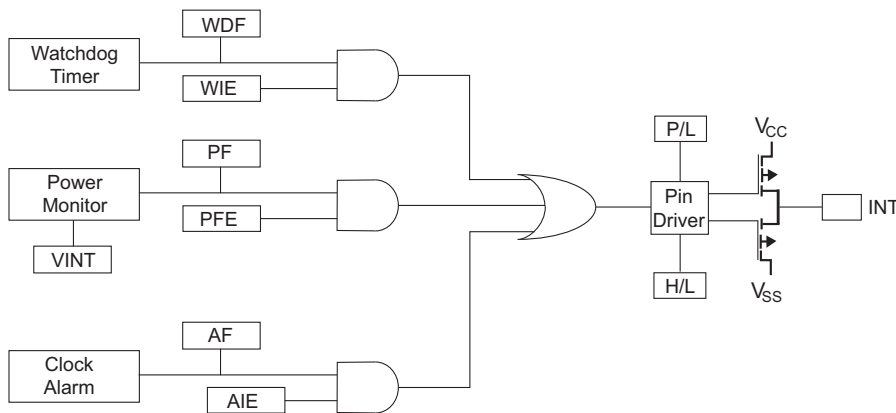 WDF
Watchdog
Timer
WIE
P/L
VCC
PF
Power
Monitor
PFE
Pin
Driver
INT
VINT
H/L
VSS
AF
Clock
Alarm
AIE